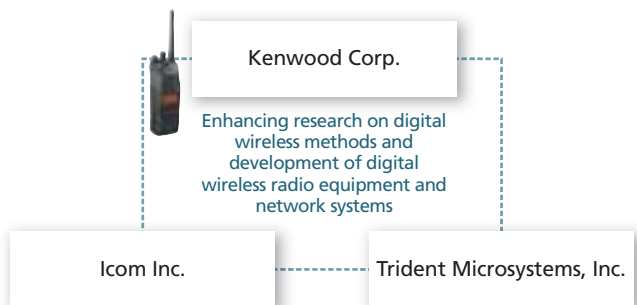 Kenwood Corp.
Enhancing research on digital
wireless methods and
development of digital
wireless radio equipment and
network systems
Icom Inc.
Trident Microsystems, Inc.